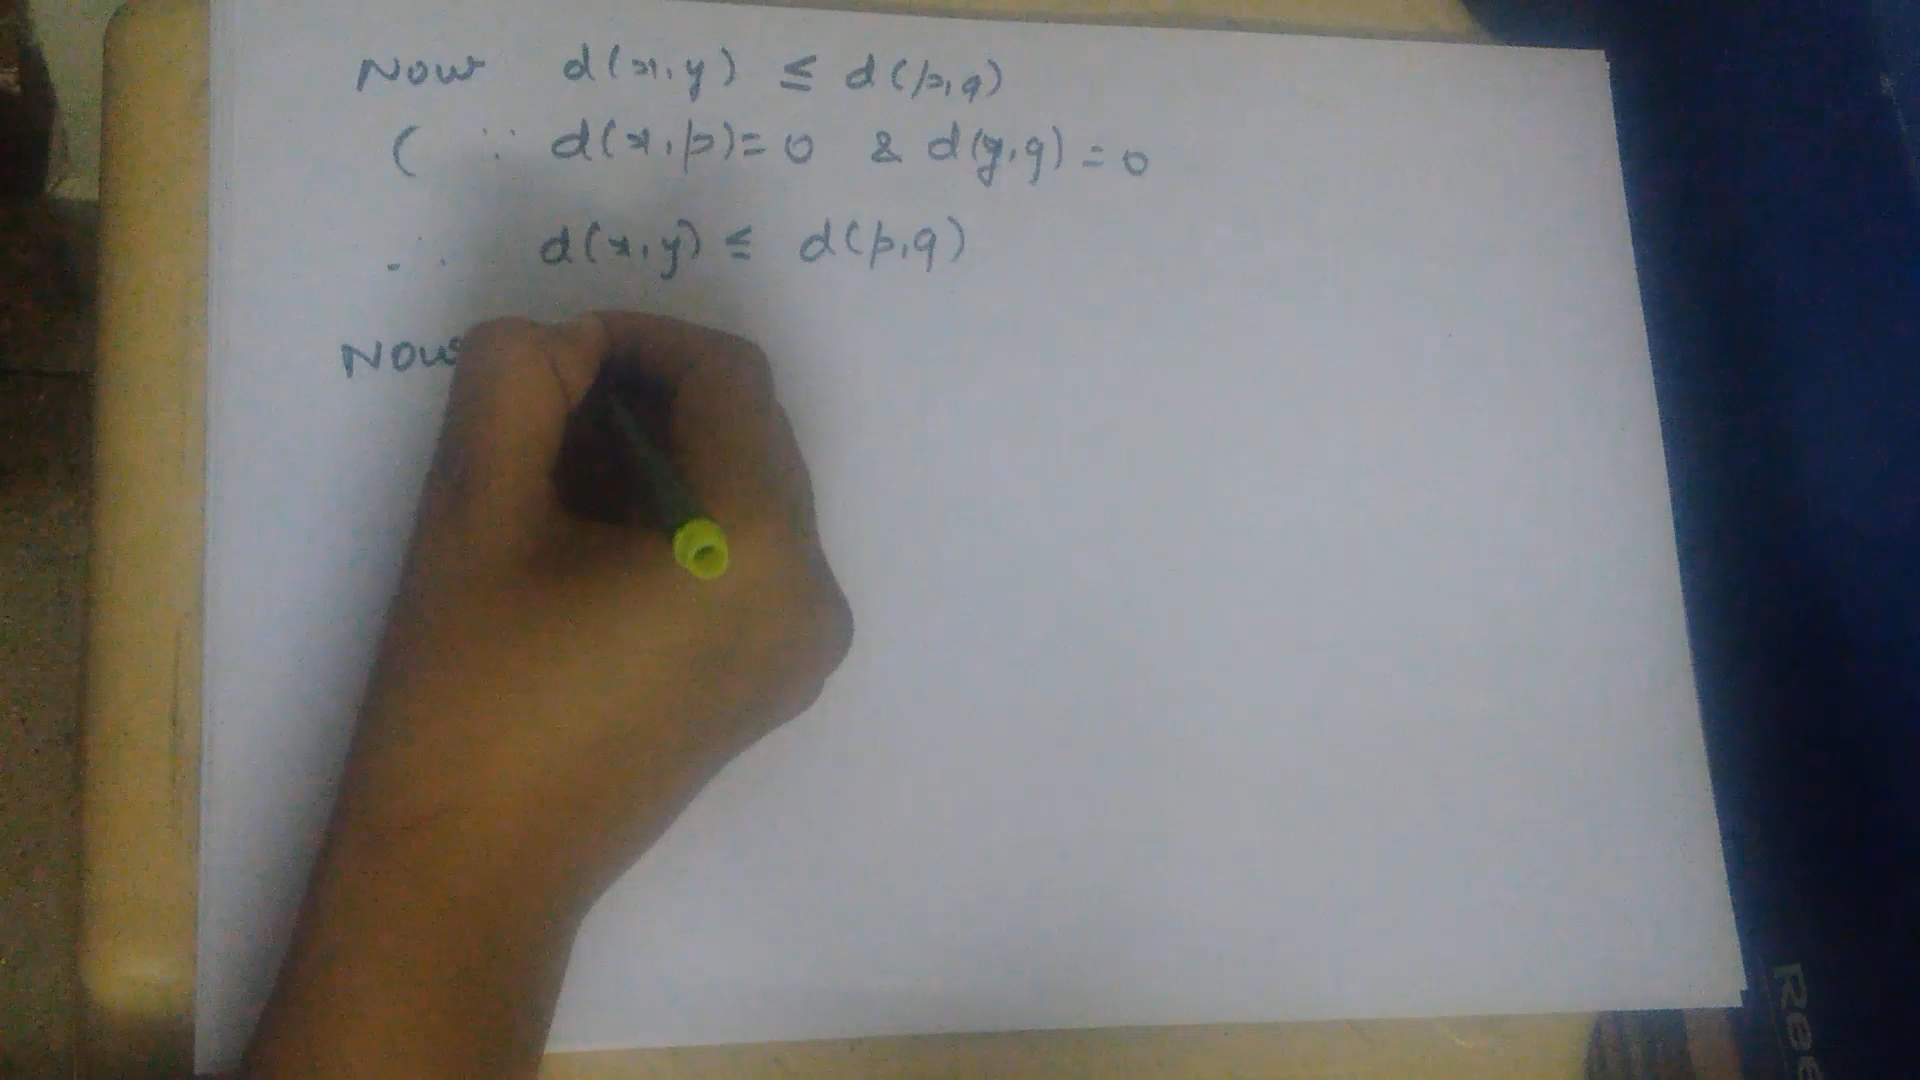 Now d(x,y) ≤ d(p,q)
( ∵ d(x,p)=0 & d(y,q)=0
∴ d(x,y) ≤ d(p,q)
Now